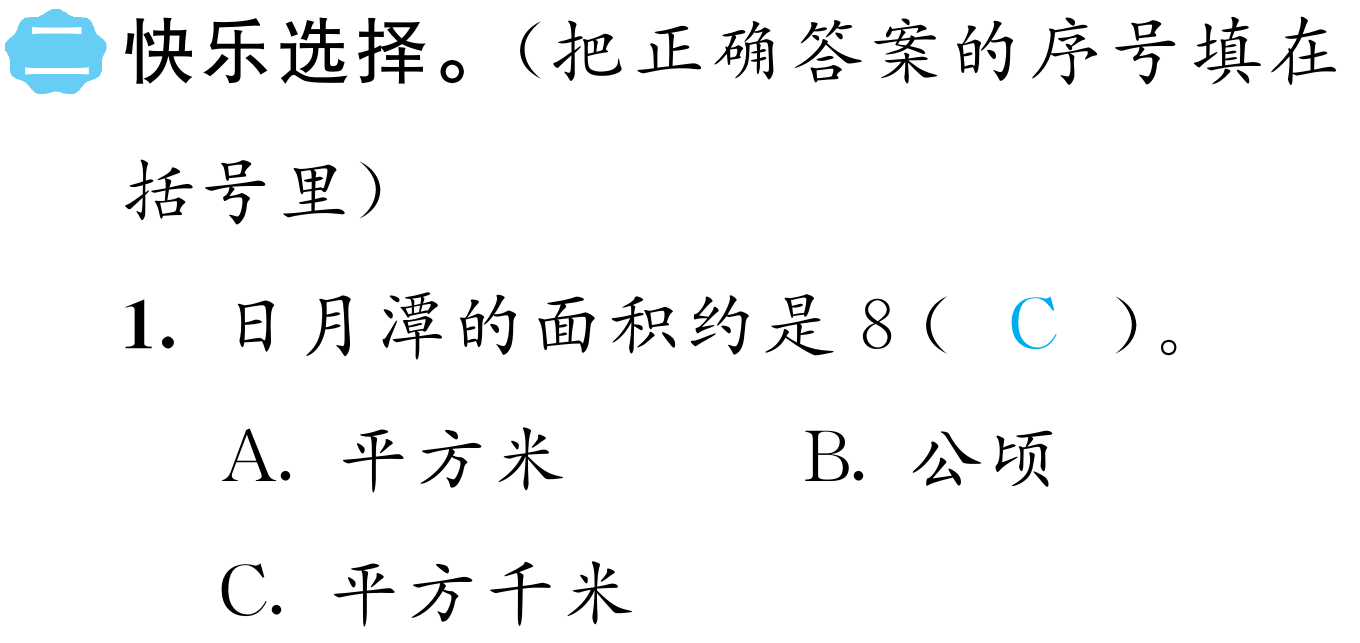 二 快乐选择。（把正确答案的序号填在
括号里）
1. 日月潭的面积约是 8（ C ）。
A. 平方米 B. 公顷
C. 平方千米